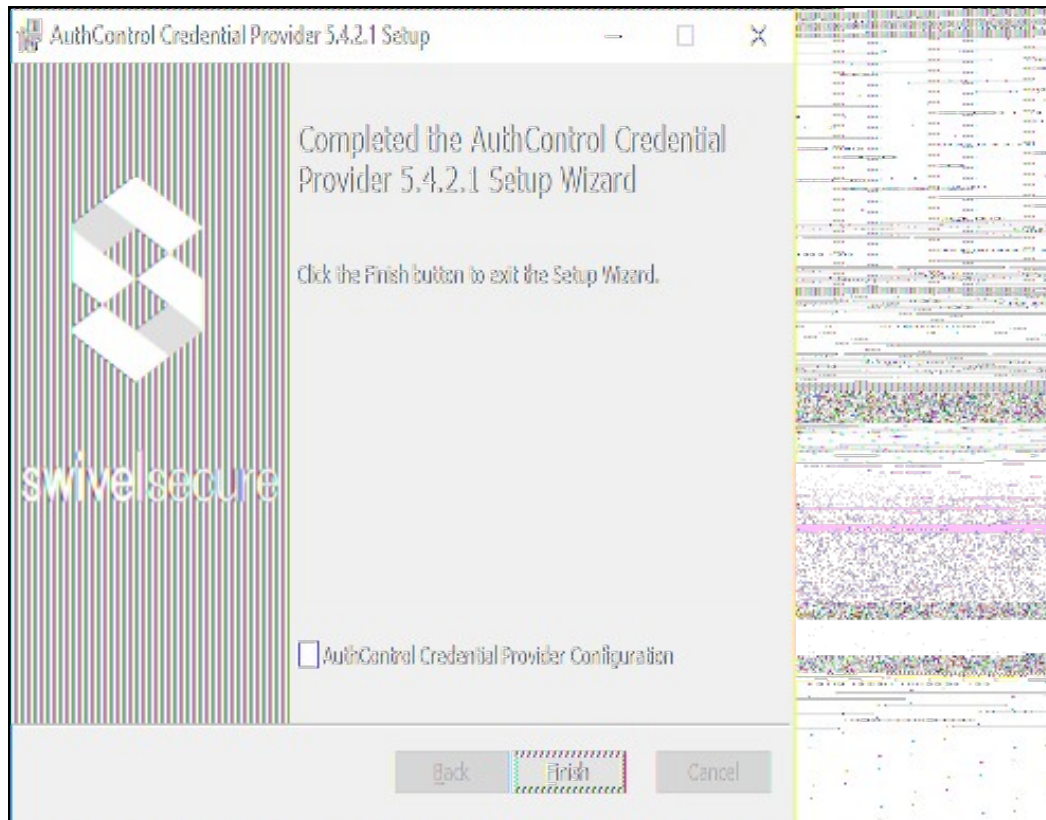 AuthControl Credential Provider 5.4.2.1 Setup
Completed the AuthControl Credential
Provider 5.4.2.1 Setup Wizard
Click the Finish button to exit the Setup Wizard.
swivelsecure
AuthControl Credential Provider Configuration
Back
Finish
Cancel